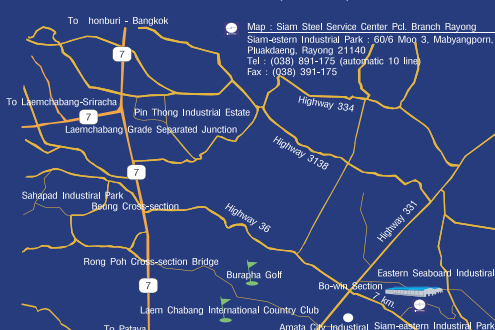 To honburi - Bangkok
Map : Siam Steel Service Center Pcl. Branch Rayong
Siam-estern Industrial Park : 60/6 Moo 3, Mabyangporn,
Pluakdaeng, Rayong 21140
Tel : (038) 891-175 (automatic 10 line)
Fax : (038) 391-175
7
To Laemchabang-Sriracha
7
Pin Thong Industrial Estate
Highway 334
Laemchabang Grade Separated Junction
Highway 3138
7
Sahapad Industrial Park
Beung Cross-section
Highway 36
Highway 331
Rong Poh Cross-section Bridge
Burapha Golf
Eastern Seaboard Industrial
7
Bo-win Section
7 km.
Laem Chabang International Country Club
To Pataya
Amata City Industrial
Siam-eastern Industrial Park